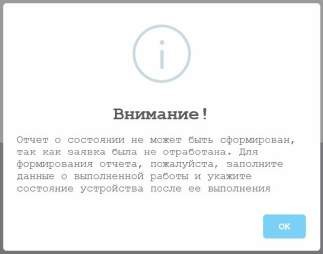 Внимание!
Отчет о состоянии не может быть сформирован,
так как заявка была не отработана. Для
формирования отчета, пожалуйста, заполните
данные о выполненной работы и укажите
состояние устройства после ее выполнения
ОК